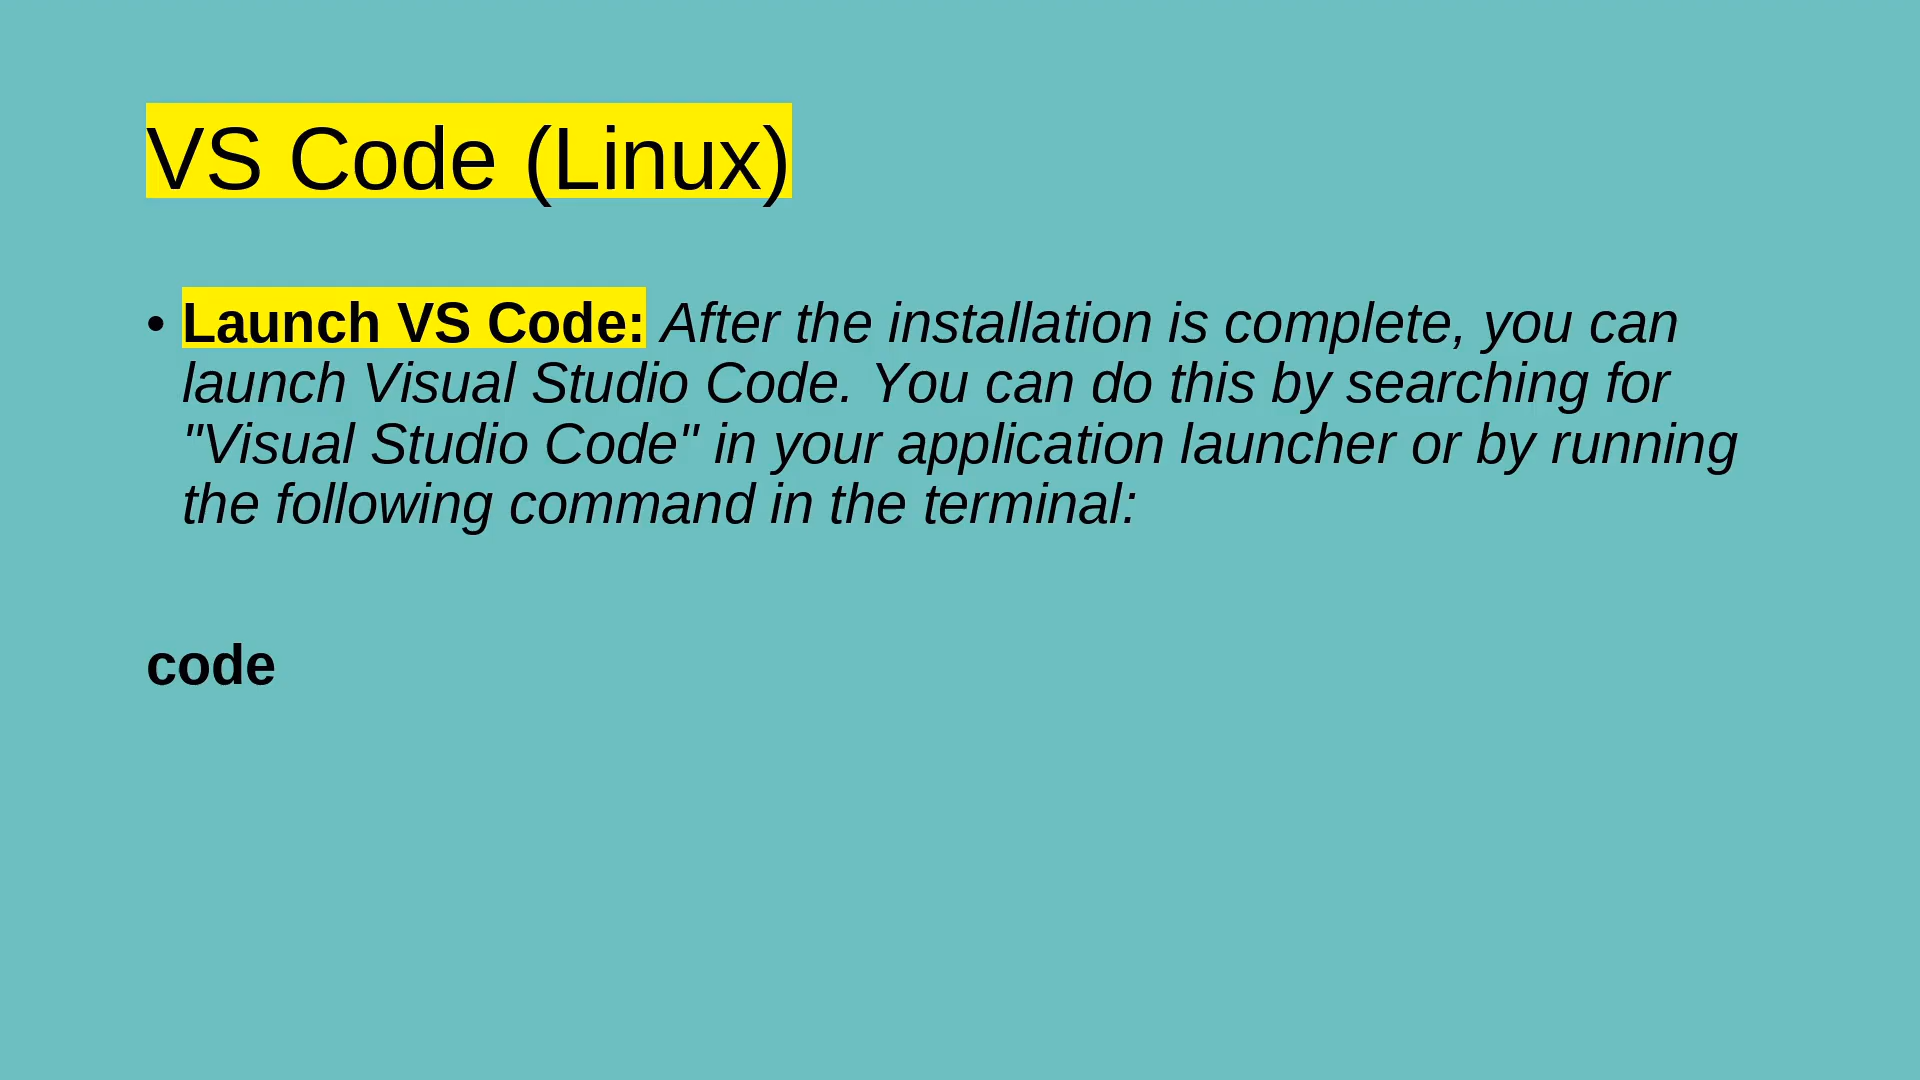 VS Code (Linux)
• Launch VS Code: After the installation is complete, you can
launch Visual Studio Code. You can do this by searching for
"Visual Studio Code" in your application launcher or by running
the following command in the terminal:
code